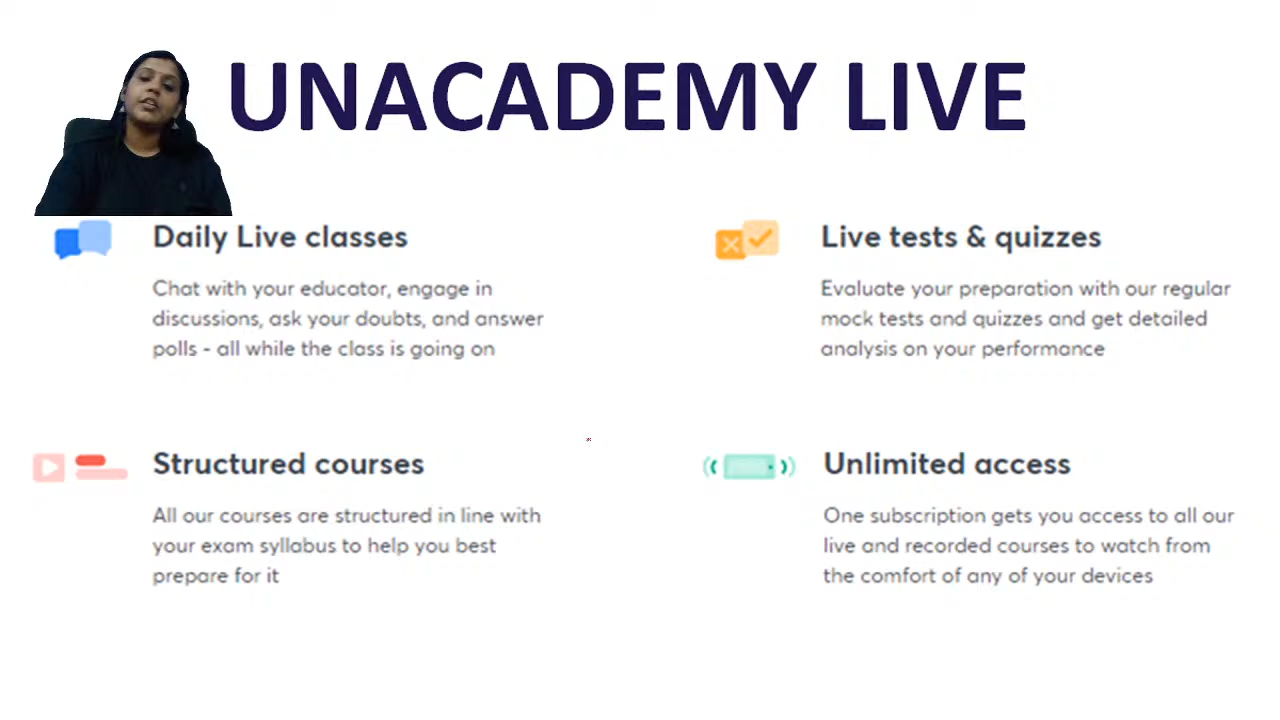 UNACADEMY LIVE
Daily Live classes
Chat with your educator, engage in
discussions, ask your doubts, and answer
polls - all while the class is going on
Live tests & quizzes
Evaluate your preparation with our regular
mock tests and quizzes and get detailed
analysis on your performance
Structured courses
All our courses are structured in line with
your exam syllabus to help you best
prepare for it
Unlimited access
One subscription gets you access to all our
live and recorded courses to watch from
the comfort of any of your devices